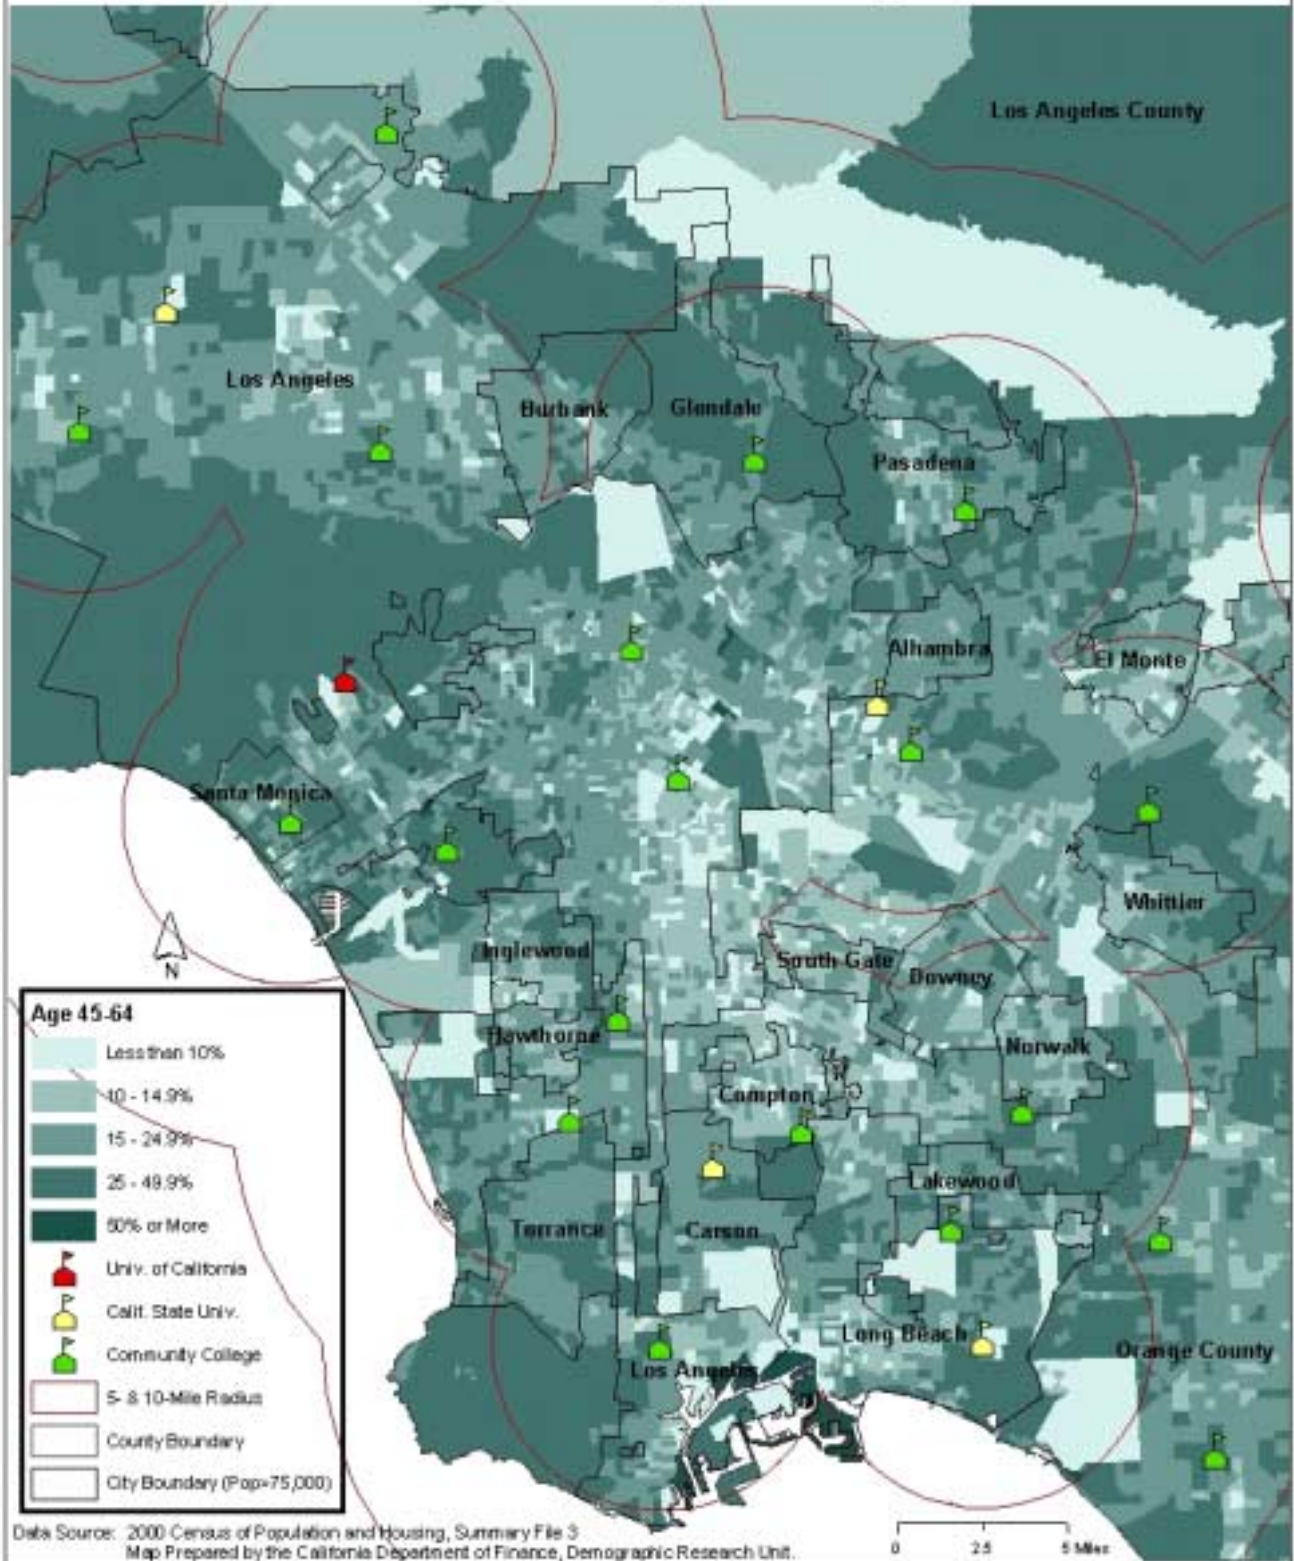 Los Angeles County
Los Angeles
Burbank
Glendale
Pasadena
Alhambra
El Monte
Santa Monica
Whittier
Inglewood
South Gate
Downey
Hawthorne
Norwalk
Compton
Lakewood
Torrance
Carson
Long Beach
Orange County
Los Angeles
N
Age 45-64
Less than 10%
10 - 14.9%
15 - 24.9%
25 - 49.9%
50% or More
Univ. of California
Calif. State Univ.
Community College
5- & 10-Mile Radius
County Boundary
City Boundary (Pop>75,000)
Data Source: 2000 Census of Population and Housing, Summary File 3
Map Prepared by the California Department of Finance, Demographic Research Unit.
0 2.5 5 Miles